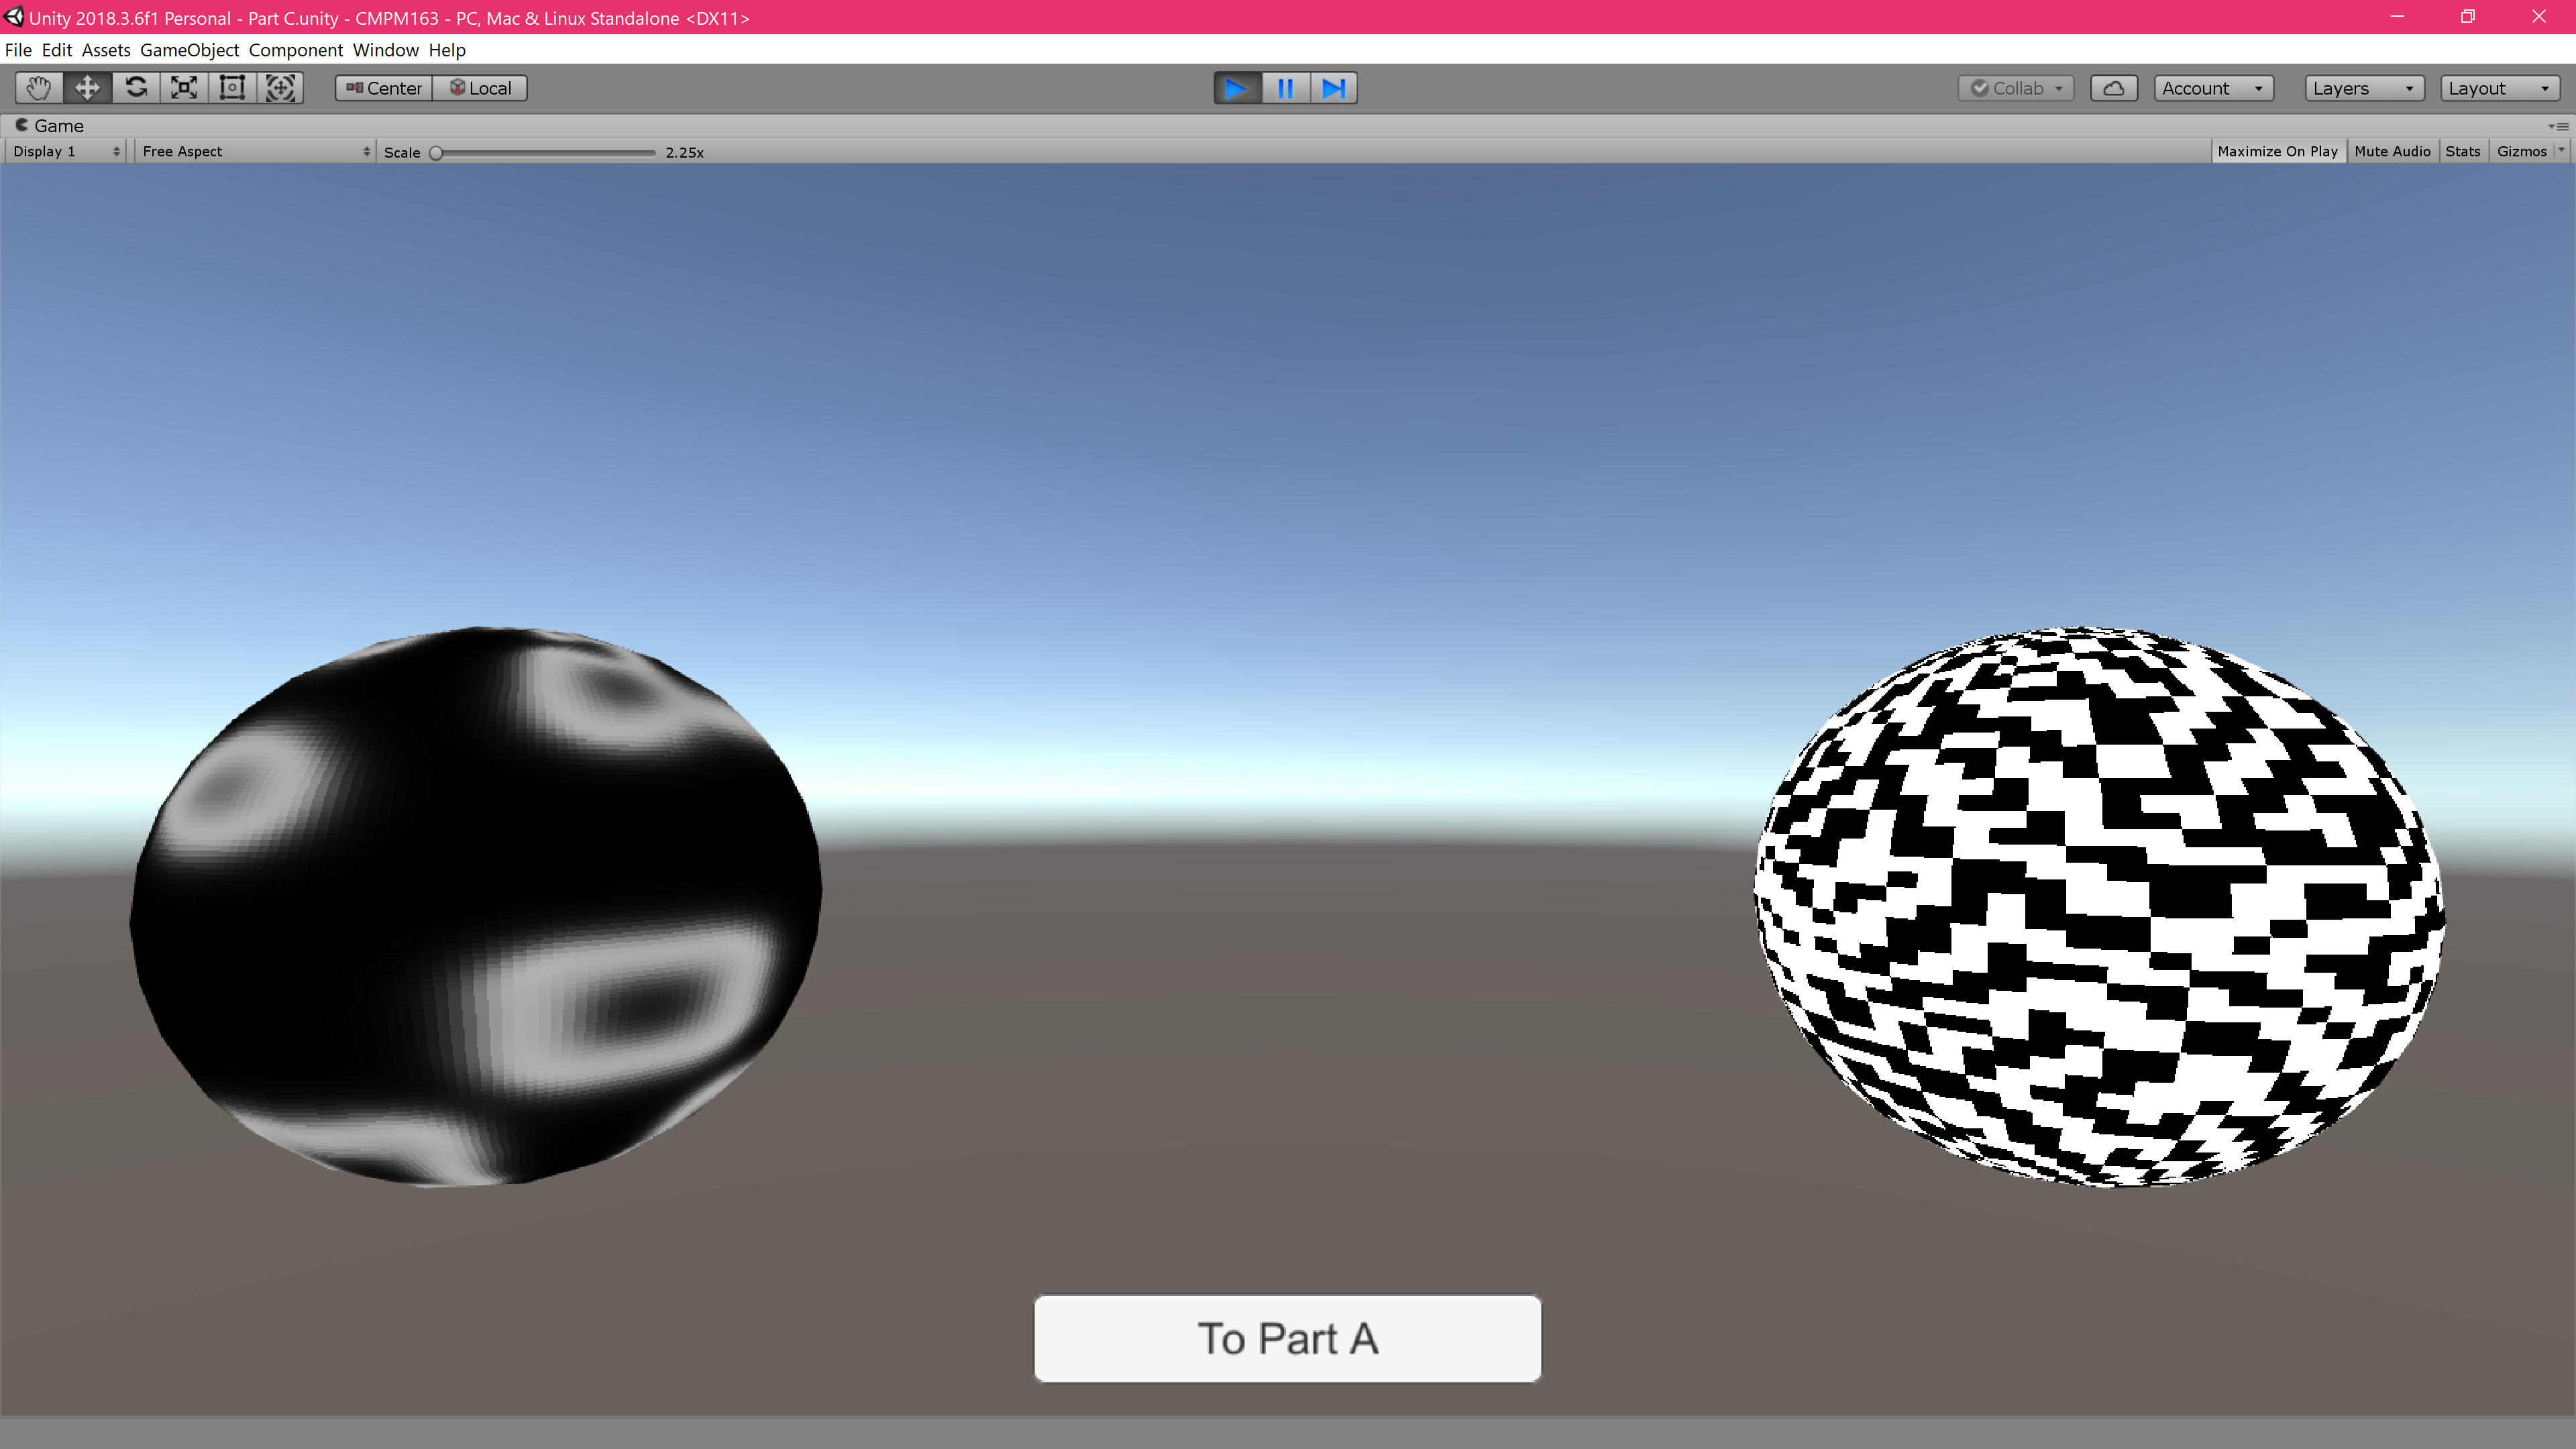 Unity 2018.3.6f1 Personal - Part C.unity - CMPM163 - PC, Mac & Linux Standalone <DX11>
File Edit Assets GameObject Component Window Help
Center Local Collab Account Layers Layout
Game
Display 1 Free Aspect Scale 2.25x Maximize On Play Mute Audio Stats Gizmos
To Part A